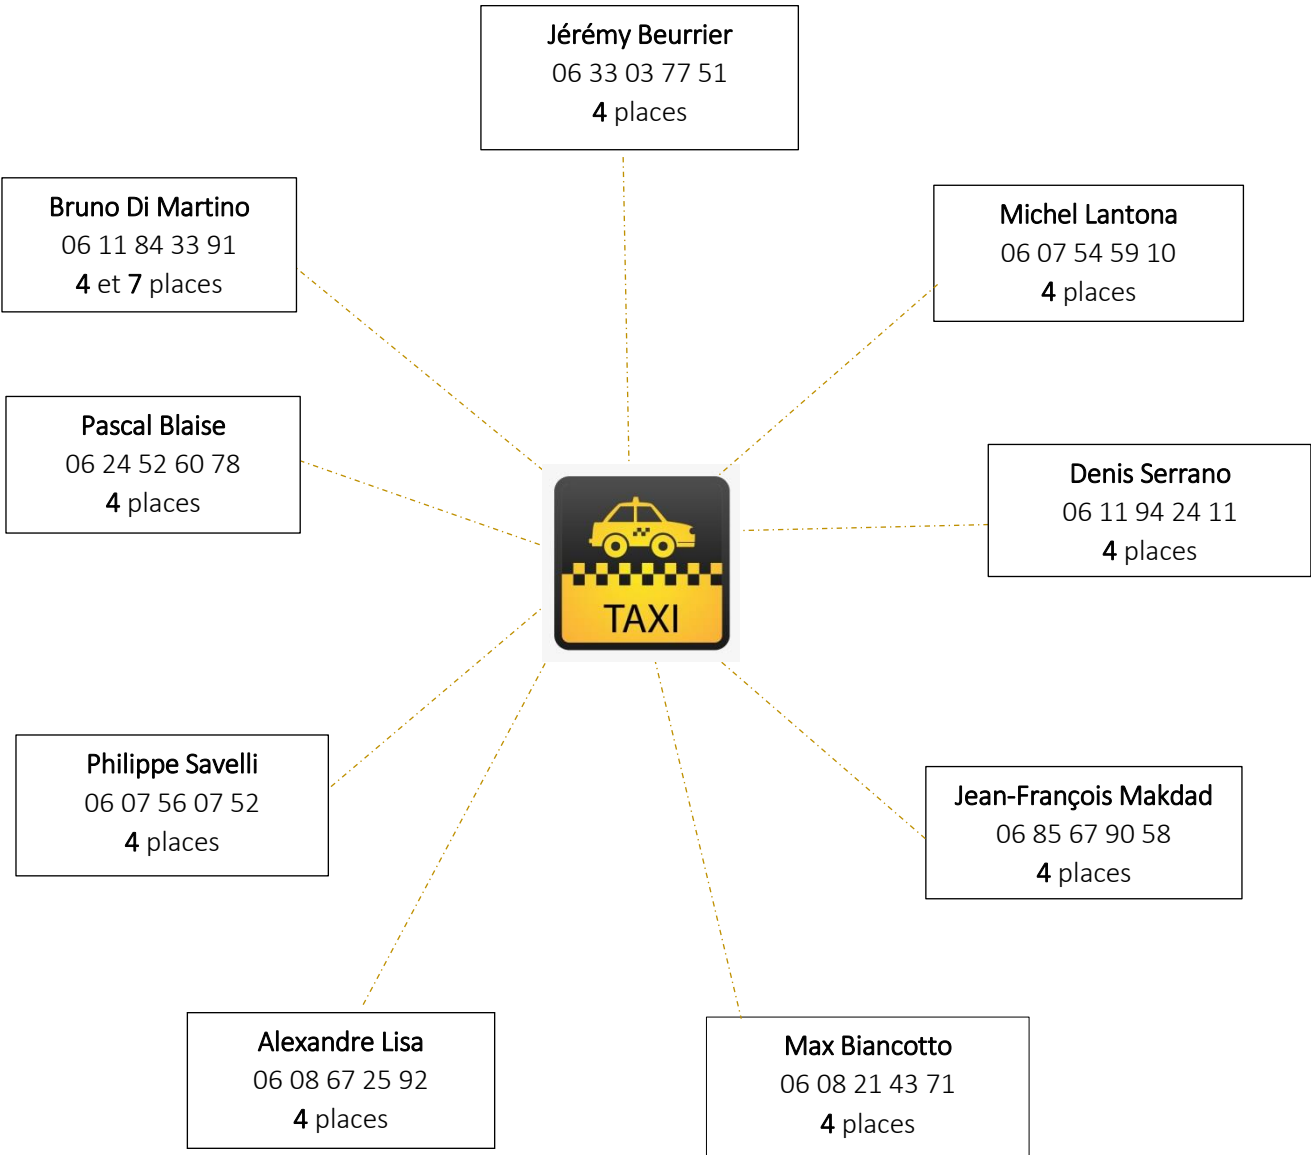 Jérémy Beurrier
06 33 03 77 51
4 places
Bruno Di Martino
06 11 84 33 91
4 et 7 places
Michel Lantona
06 07 54 59 10
4 places
Pascal Blaise
06 24 52 60 78
4 places
Denis Serrano
06 11 94 24 11
4 places
TAXI
Philippe Savelli
06 07 56 07 52
4 places
Jean-François Makdad
06 85 67 90 58
4 places
Alexandre Lisa
06 08 67 25 92
4 places
Max Biancotto
06 08 21 43 71
4 places